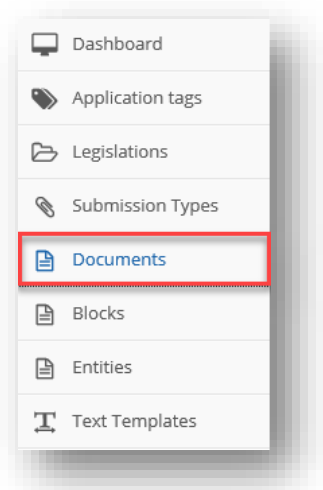 Dashboard
Application tags
Legislations
Submission Types
Documents
Blocks
Entities
Text Templates